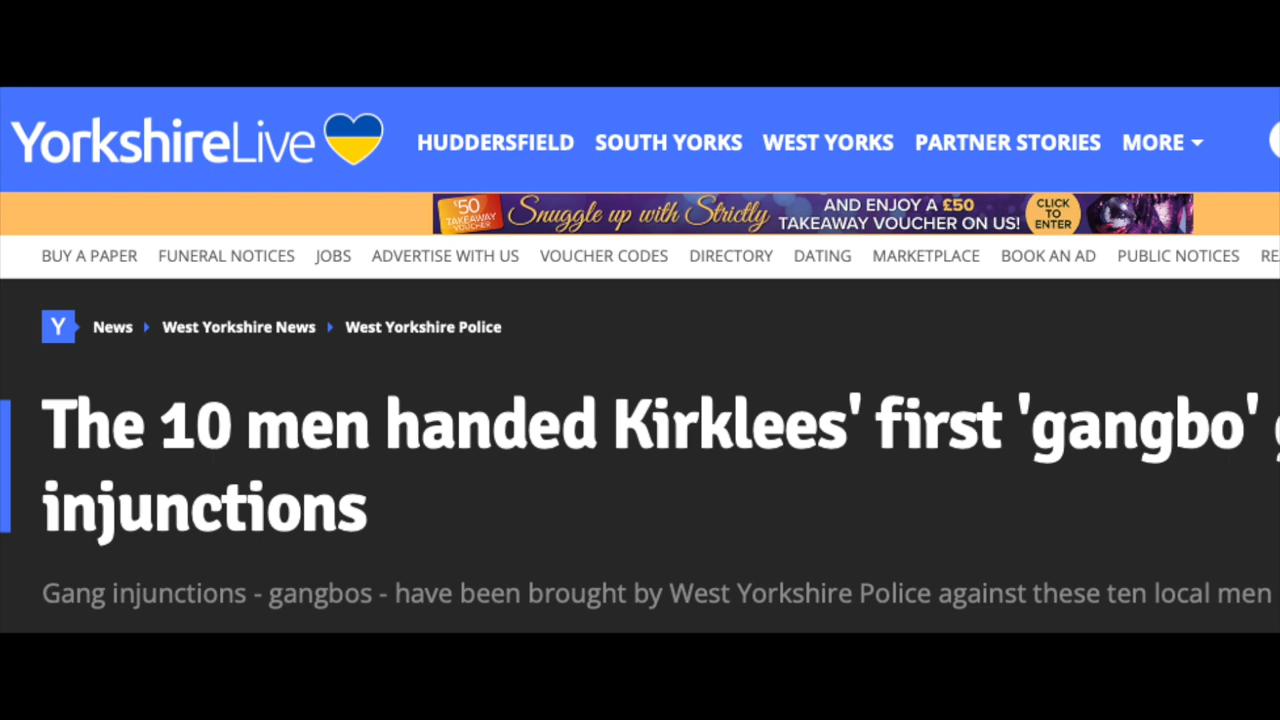 YorkshireLive HUDDERSFIELD SOUTH YORKS WEST YORKS PARTNER STORIES MORE
£50 TAKEAWAY VOUCHER Snuggle up with Strictly AND ENJOY A £50 TAKEAWAY VOUCHER ON US! CLICK TO ENTER
BUY A PAPER FUNERAL NOTICES JOBS ADVERTISE WITH US VOUCHER CODES DIRECTORY DATING MARKETPLACE BOOK AN AD PUBLIC NOTICES
Y News West Yorkshire News West Yorkshire Police
The 10 men handed Kirklees' first 'gangbo'
injunctions
Gang injunctions - gangbos - have been brought by West Yorkshire Police against these ten local men